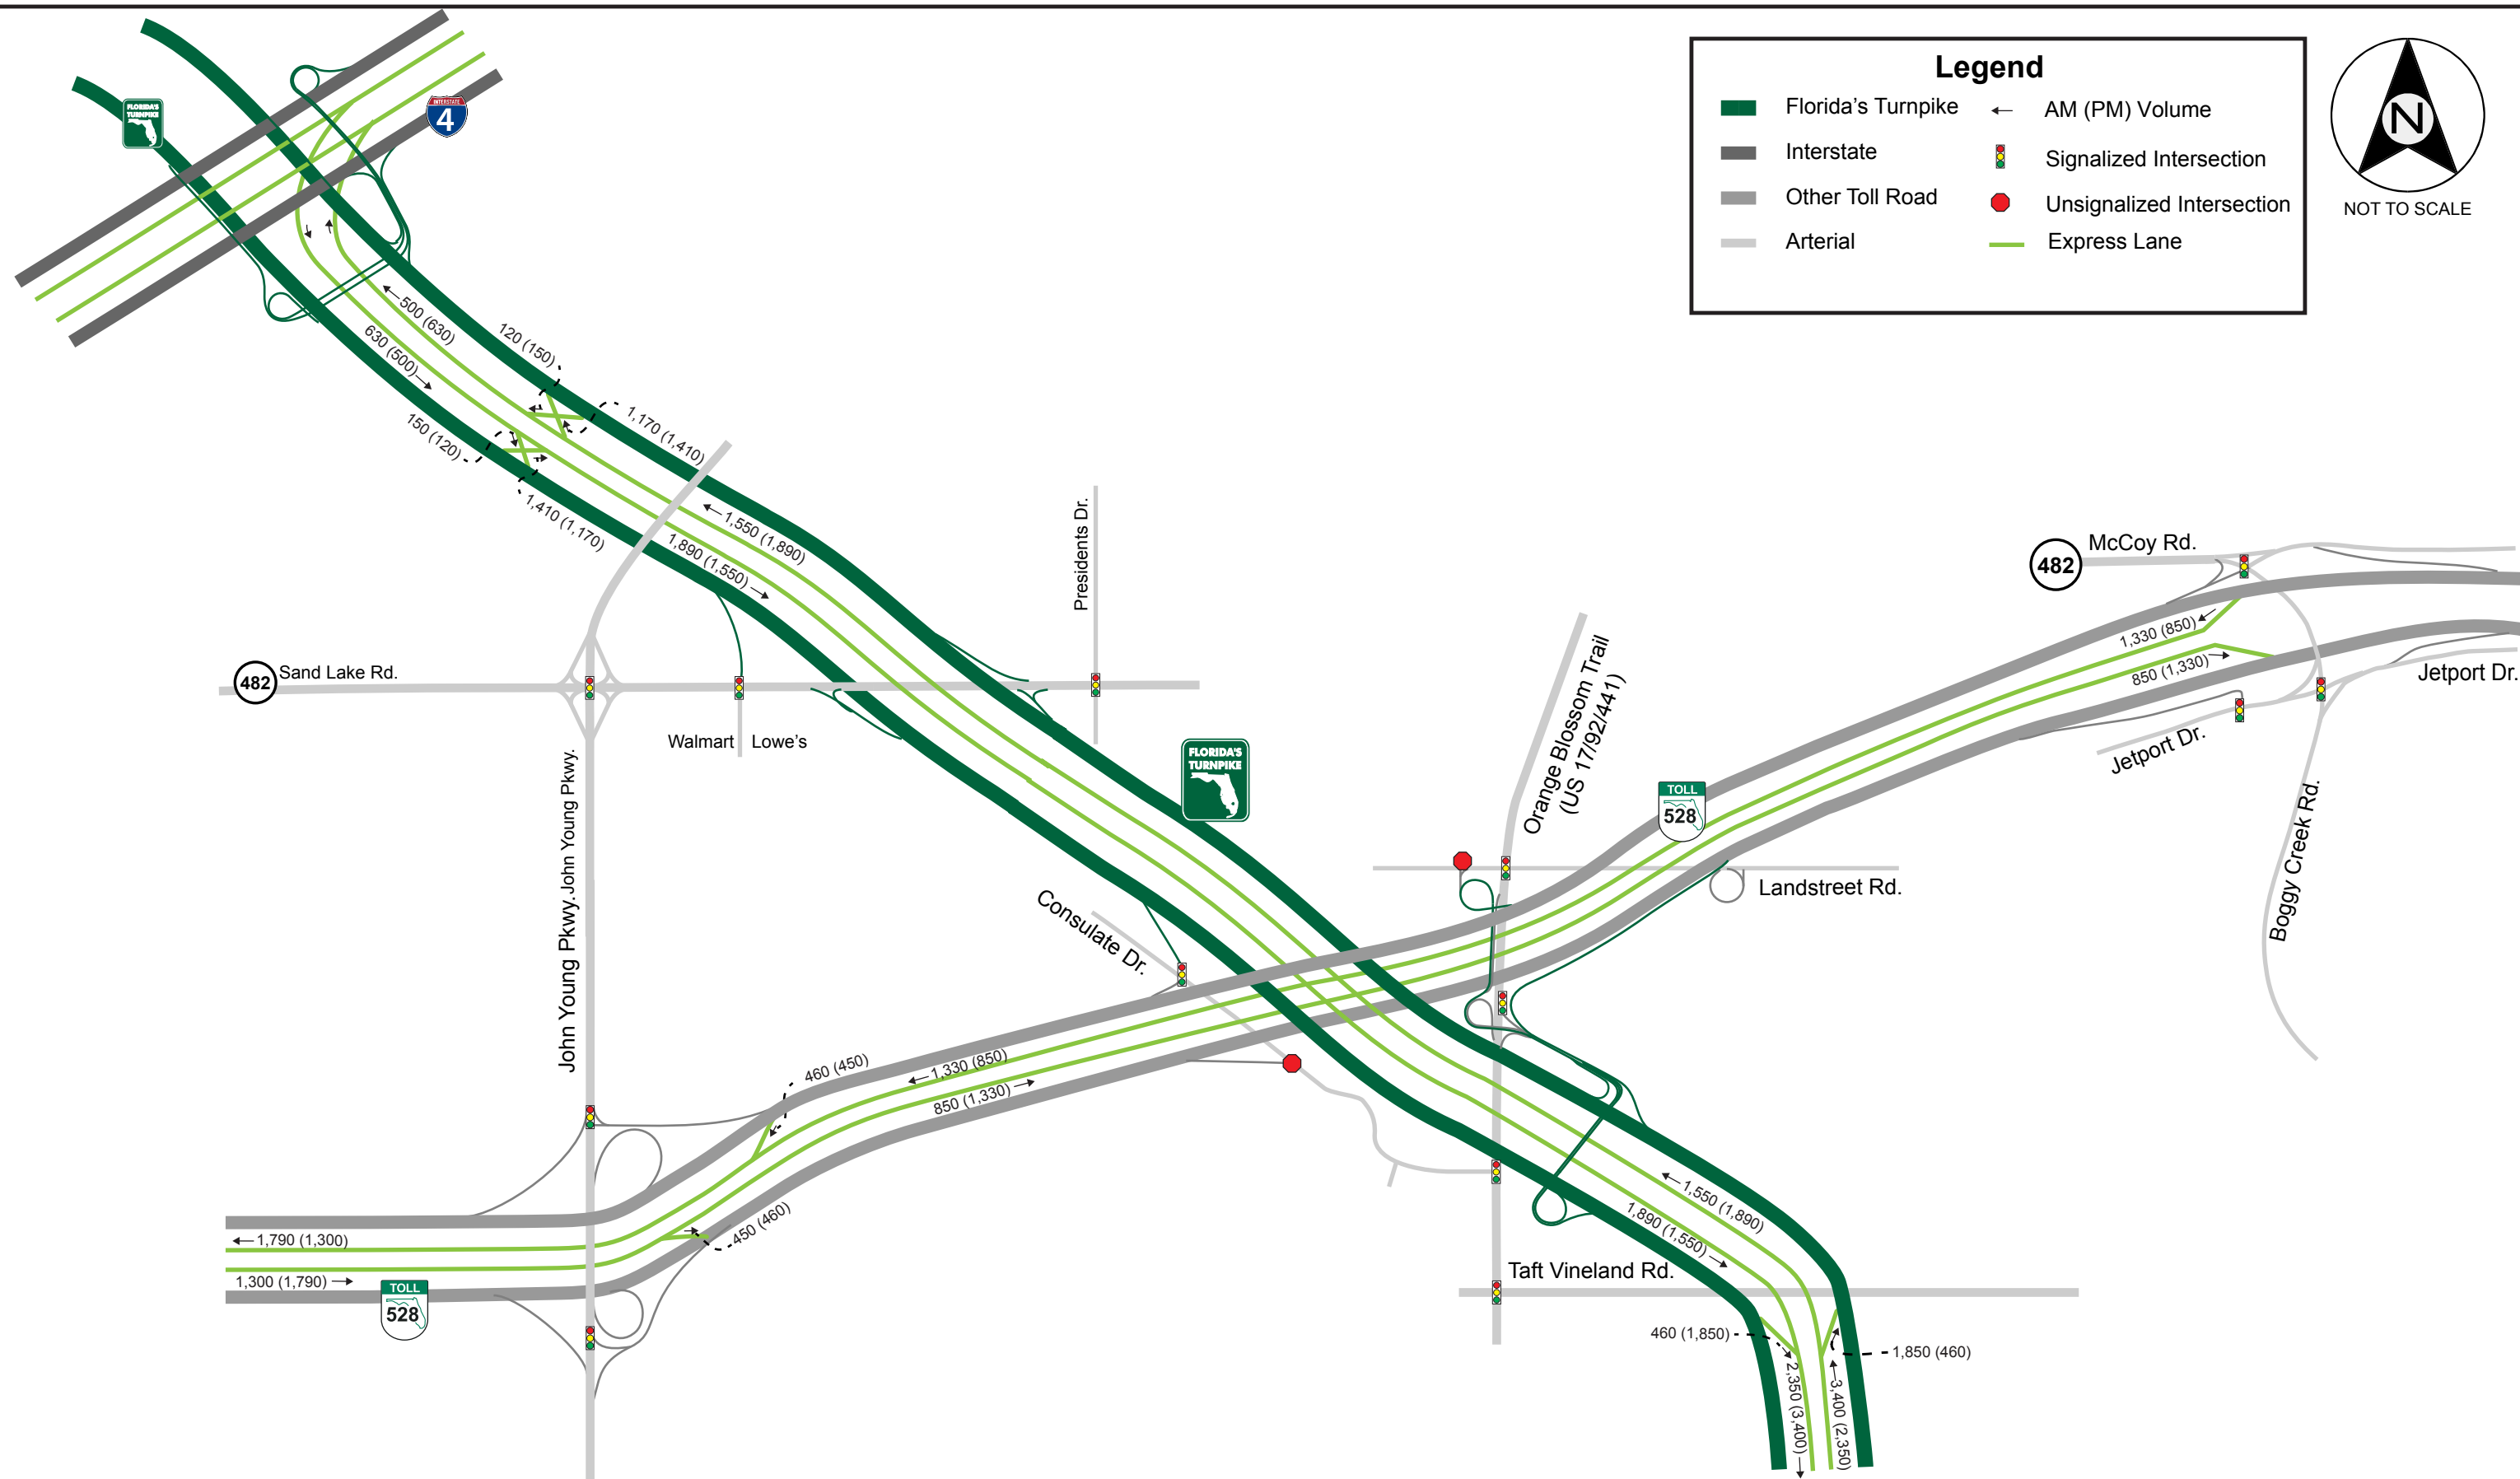 Legend
Florida's Turnpike
AM (PM) Volume
Interstate
Signalized Intersection
Other Toll Road
Unsignalized Intersection
Arterial
Express Lane
N
NOT TO SCALE
FLORIDA'S
TURNPIKE
INTERSTATE
4
500 (630)
630 (500)
120 (150)
150 (120)
1,170 (1,410)
1,410 (1,170)
1,550 (1,890)
1,890 (1,550)
Presidents Dr.
482
Sand Lake Rd.
Walmart
Lowe's
John Young Pkwy.
John Young Pkwy.
FLORIDA'S
TURNPIKE
Orange Blossom Trail
(US 17/92/441)
482
McCoy Rd.
1,330 (850)
850 (1,330)
Jetport Dr.
Jetport Dr.
Boggy Creek Rd.
TOLL
528
Landstreet Rd.
Consulate Dr.
460 (450)
1,330 (850)
850 (1,330)
450 (460)
1,790 (1,300)
1,300 (1,790)
TOLL
528
1,550 (1,890)
1,890 (1,550)
Taft Vineland Rd.
460 (1,850)
1,850 (460)
2,350 (3,400)
3,400 (2,350)